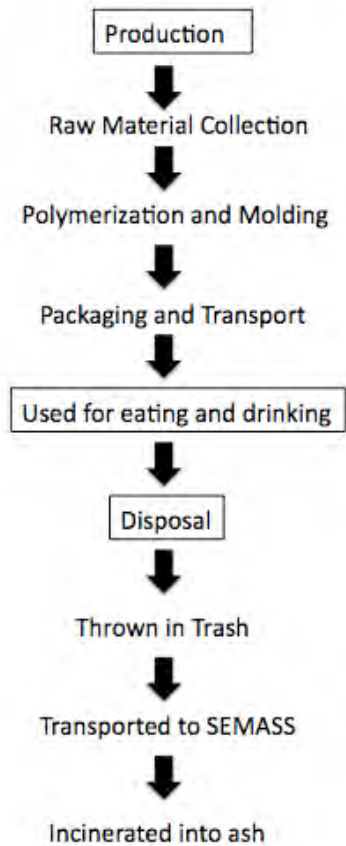 Production
Raw Material Collection
Polymerization and Molding
Packaging and Transport
Used for eating and drinking
Disposal
Thrown in Trash
Transported to SEMASS
Incinerated into ash